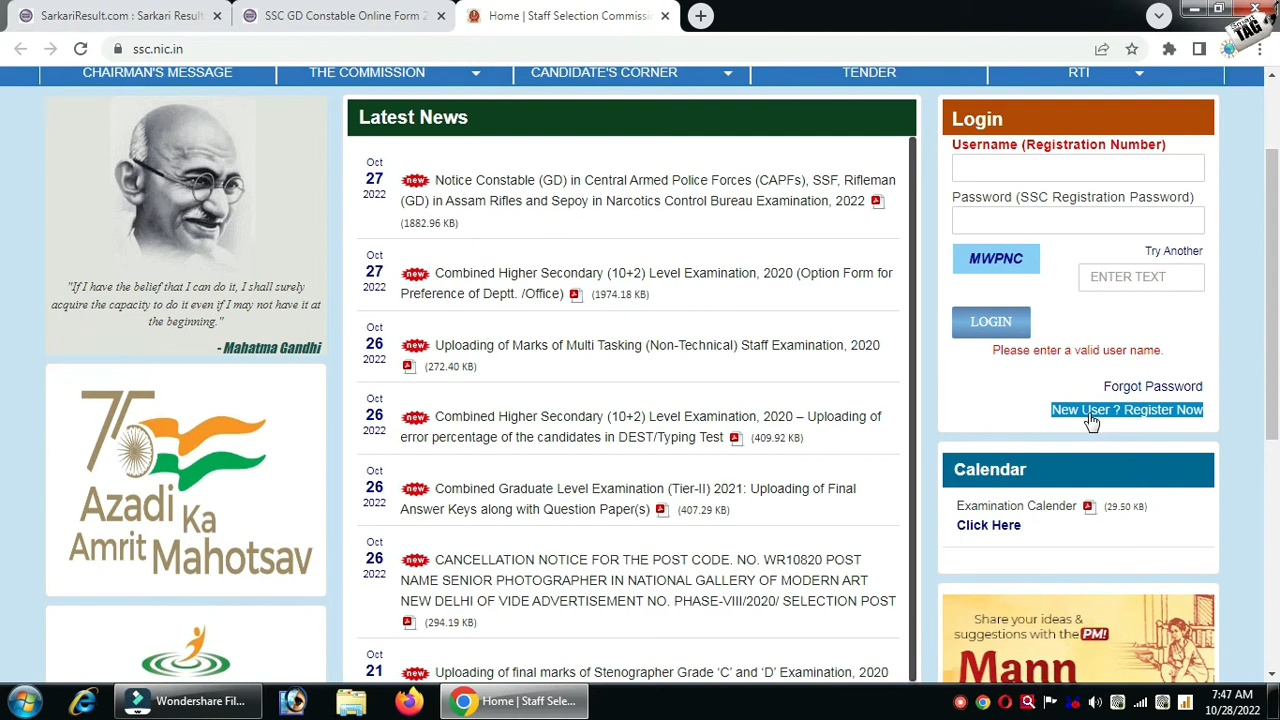 SarkariResult.com : Sarkari Result
SSC GD Constable Online Form 2
Home | Staff Selection Commissi
Smart
TAG
ssc.nic.in
CHAIRMAN'S MESSAGE
THE COMMISSION
CANDIDATE'S CORNER
TENDER
RTI
"If I have the belief that I can do it, I shall surely
acquire the capacity to do it even if I may not have it at
the beginning."
- Mahatma Gandhi
75
Azadi Ka
Amrit Mahotsav
Latest News
Oct
27
2022
new Notice Constable (GD) in Central Armed Police Forces (CAPFs), SSF, Rifleman
(GD) in Assam Rifles and Sepoy in Narcotics Control Bureau Examination, 2022
(1882.96 KB)
Oct
27
2022
new Combined Higher Secondary (10+2) Level Examination, 2020 (Option Form for
Preference of Deptt. /Office) (1974.18 KB)
Oct
26
2022
new Uploading of Marks of Multi Tasking (Non-Technical) Staff Examination, 2020
(272.40 KB)
Oct
26
2022
new Combined Higher Secondary (10+2) Level Examination, 2020 – Uploading of
error percentage of the candidates in DEST/Typing Test (409.92 KB)
Oct
26
2022
new Combined Graduate Level Examination (Tier-II) 2021: Uploading of Final
Answer Keys along with Question Paper(s) (407.29 KB)
Oct
26
2022
new CANCELLATION NOTICE FOR THE POST CODE. NO. WR10820 POST
NAME SENIOR PHOTOGRAPHER IN NATIONAL GALLERY OF MODERN ART
NEW DELHI OF VIDE ADVERTISEMENT NO. PHASE-VIII/2020/ SELECTION POST
(294.19 KB)
Oct
21
new Uploading of final marks of Stenographer Grade 'C' and 'D' Examination, 2020
Login
Username (Registration Number)
Password (SSC Registration Password)
MWPNC
Try Another
ENTER TEXT
LOGIN
Please enter a valid user name.
Forgot Password
New User ? Register Now
Calendar
Examination Calender (29.50 KB)
Click Here
Share your ideas &
suggestions with the PM!
Mann
Wondershare Fil...
Home | Staff Sele...
7:47 AM
10/28/2022